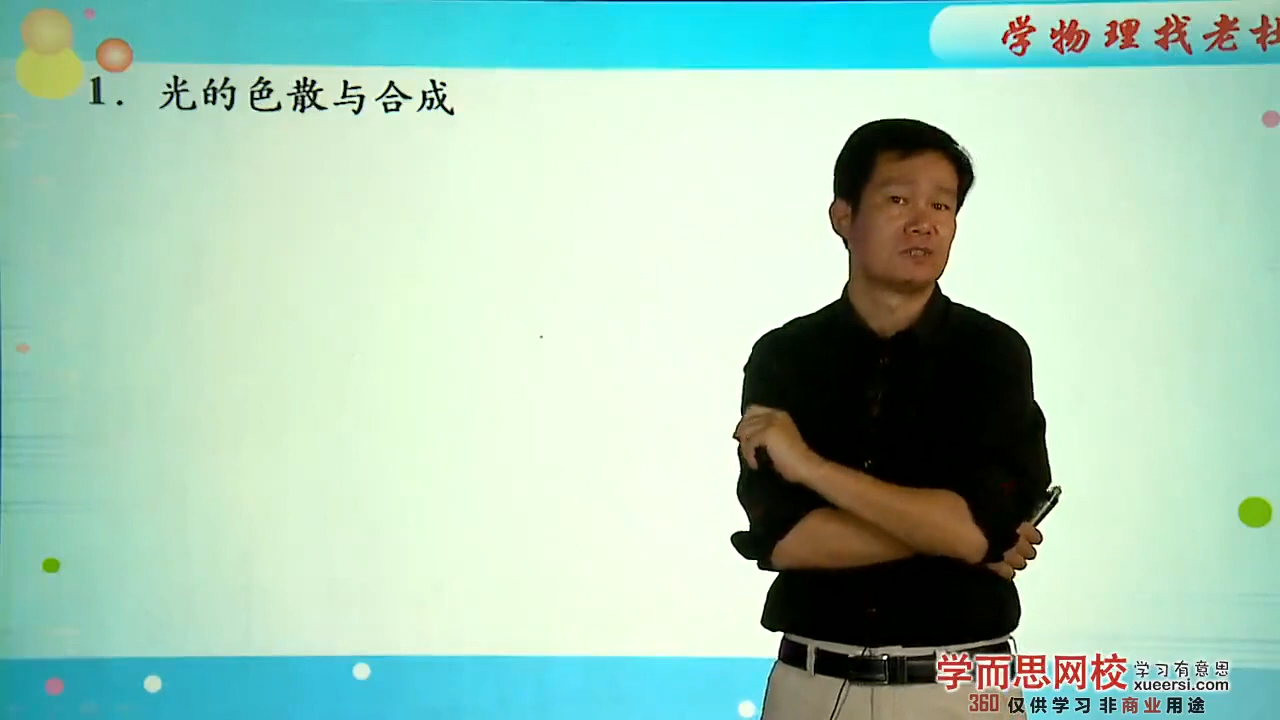 学物理找老杜
1. 光的色散与合成
学而思网校 学习有意思
xueersi.com
360 仅供学习 非商业用途